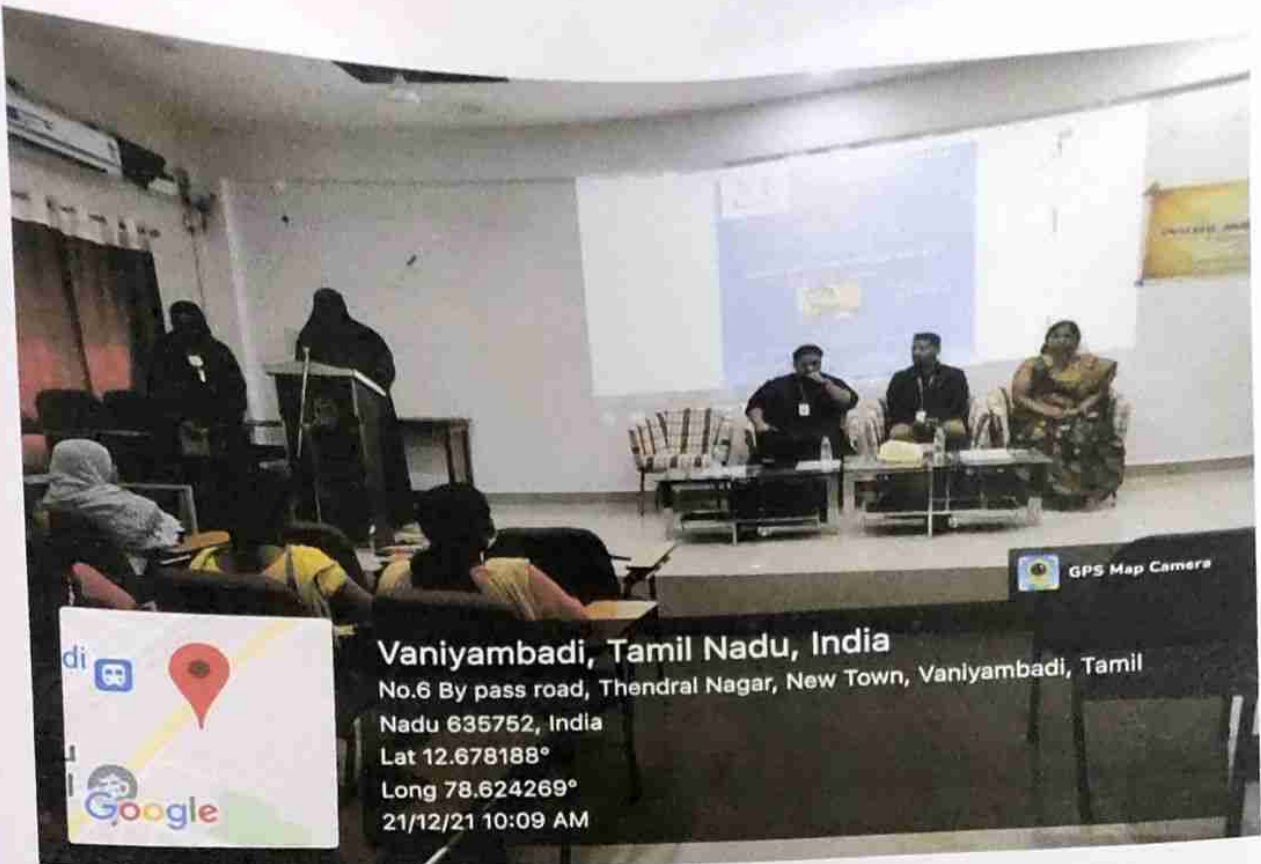 GPS Map Camera
di
Vaniyambadi, Tamil Nadu, India
No.6 By pass road, Thendral Nagar, New Town, Vaniyambadi, Tamil
Nadu 635752, India
Lat 12.678188°
Long 78.624269°
21/12/21 10:09 AM
Google